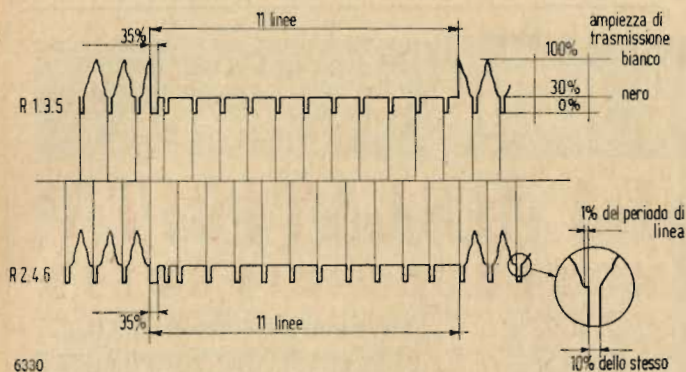 11 linee
ampiezza di
trasmissione
35%
100%
bianco
30%
nero
0%
R 1.3.5
1% del periodo di
linea
R 2.4.6
35%
11 linee
10% dello stesso
6330